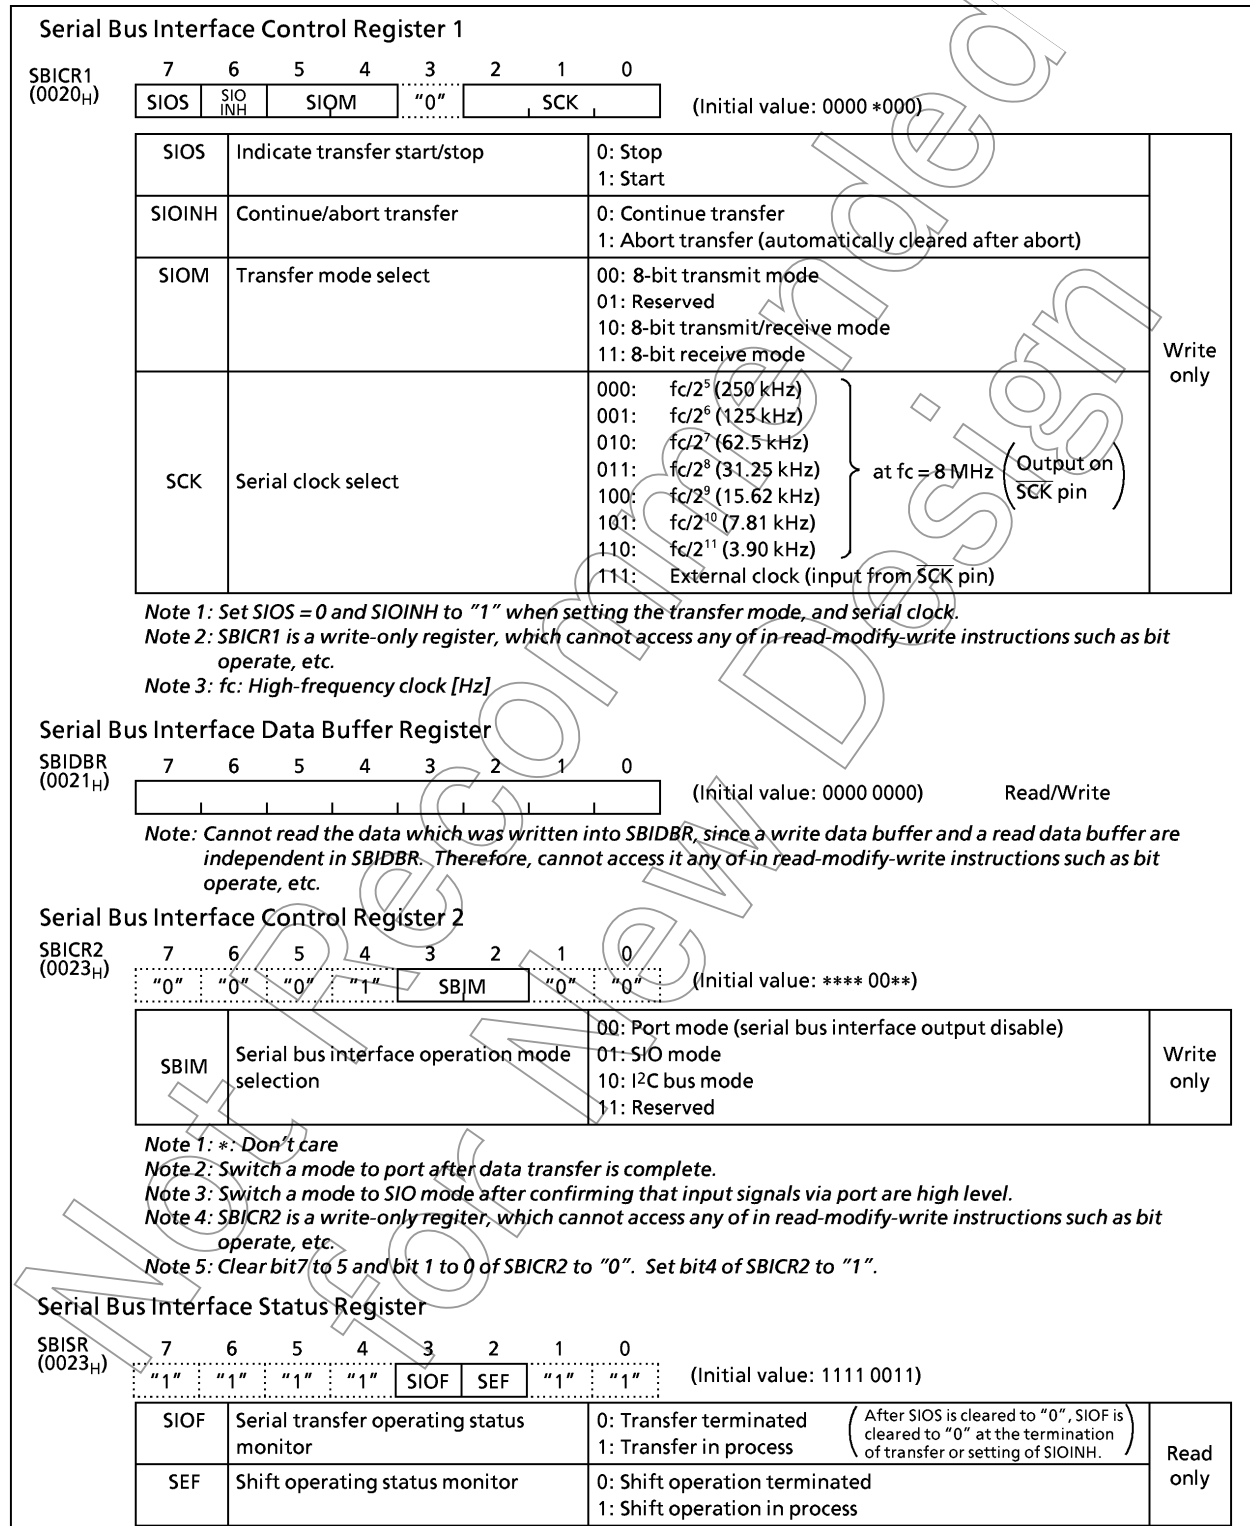 Serial Bus Interface Control Register 1
SBICR1 7 6 5 4 3 2 1 0
(0020H) SIOS SIO INH SIOM “0” SCK (Initial value: 0000 *000)
SIOS Indicate transfer start/stop 0: Stop
1: Start
SIOINH Continue/abort transfer 0: Continue transfer
1: Abort transfer (automatically cleared after abort)
SIOM Transfer mode select 00: 8-bit transmit mode
01: Reserved
10: 8-bit transmit/receive mode
11: 8-bit receive mode
Write only
SCK Serial clock select
000: fc/2⁵ (250 kHz)
001: fc/2⁶ (125 kHz)
010: fc/2⁷ (62.5 kHz)
011: fc/2⁸ (31.25 kHz)
100: fc/2⁹ (15.62 kHz)
101: fc/2¹⁰ (7.81 kHz)
110: fc/2¹¹ (3.90 kHz)
at fc = 8 MHz (Output on SCK pin)
111: External clock (input from SCK pin)
Note 1: Set SIOS = 0 and SIOINH to "1" when setting the transfer mode, and serial clock.
Note 2: SBICR1 is a write-only register, which cannot access any of in read-modify-write instructions such as bit
operate, etc.
Note 3: fc: High-frequency clock [Hz]
Serial Bus Interface Data Buffer Register
SBIDBR 7 6 5 4 3 2 1 0
(0021H) (Initial value: 0000 0000) Read/Write
Note: Cannot read the data which was written into SBIDBR, since a write data buffer and a read data buffer are
independent in SBIDBR. Therefore, cannot access it any of in read-modify-write instructions such as bit
operate, etc.
Serial Bus Interface Control Register 2
SBICR2 7 6 5 4 3 2 1 0
(0023H) “0” “0” “0” “1” SBIM “0” “0” (Initial value: **** 00**)
SBIM Serial bus interface operation mode selection
00: Port mode (serial bus interface output disable)
01: SIO mode
10: I2C bus mode
11: Reserved
Write only
Note 1: *: Don't care
Note 2: Switch a mode to port after data transfer is complete.
Note 3: Switch a mode to SIO mode after confirming that input signals via port are high level.
Note 4: SBICR2 is a write-only regiter, which cannot access any of in read-modify-write instructions such as bit
operate, etc.
Note 5: Clear bit7 to 5 and bit 1 to 0 of SBICR2 to "0". Set bit4 of SBICR2 to "1".
Serial Bus Interface Status Register
SBISR 7 6 5 4 3 2 1 0
(0023H) “1” “1” “1” “1” SIOF SEF “1” “1” (Initial value: 1111 0011)
SIOF Serial transfer operating status monitor
0: Transfer terminated
1: Transfer in process
(After SIOS is cleared to “0”, SIOF is
cleared to “0” at the termination
of transfer or setting of SIOINH.)
Read only
SEF Shift operating status monitor 0: Shift operation terminated
1: Shift operation in process
Not Recommended
for New Design